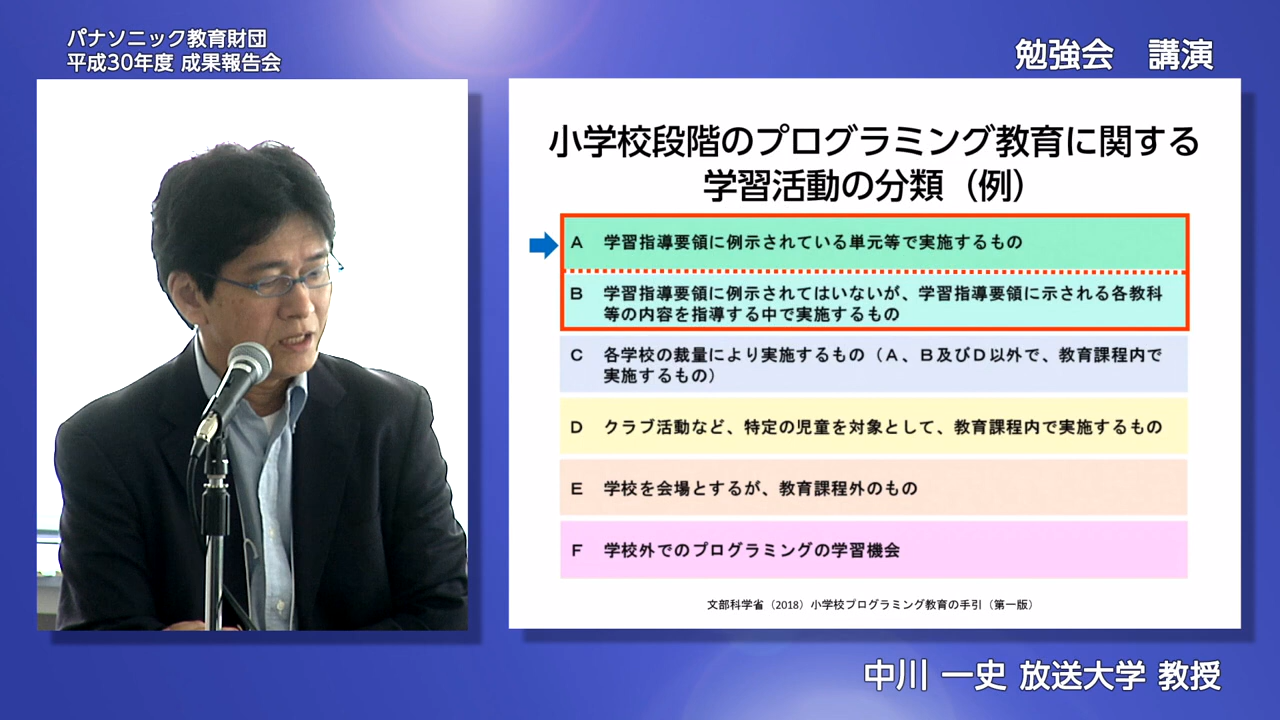 パナソニック教育財団
平成30年度 成果報告会
勉強会　講演
小学校段階のプログラミング教育に関する
学習活動の分類（例）
A　学習指導要領に例示されている単元等で実施するもの
B　学習指導要領に例示されてはいないが、学習指導要領に示される各教科
等の内容を指導する中で実施するもの
C　各学校の裁量により実施するもの（A、B及びD以外で、教育課程内で
実施するもの）
D　クラブ活動など、特定の児童を対象として、教育課程内で実施するもの
E　学校を会場とするが、教育課程外のもの
F　学校外でのプログラミングの学習機会
文部科学省（2018）小学校プログラミング教育の手引（第一版）
中川 一史 放送大学 教授